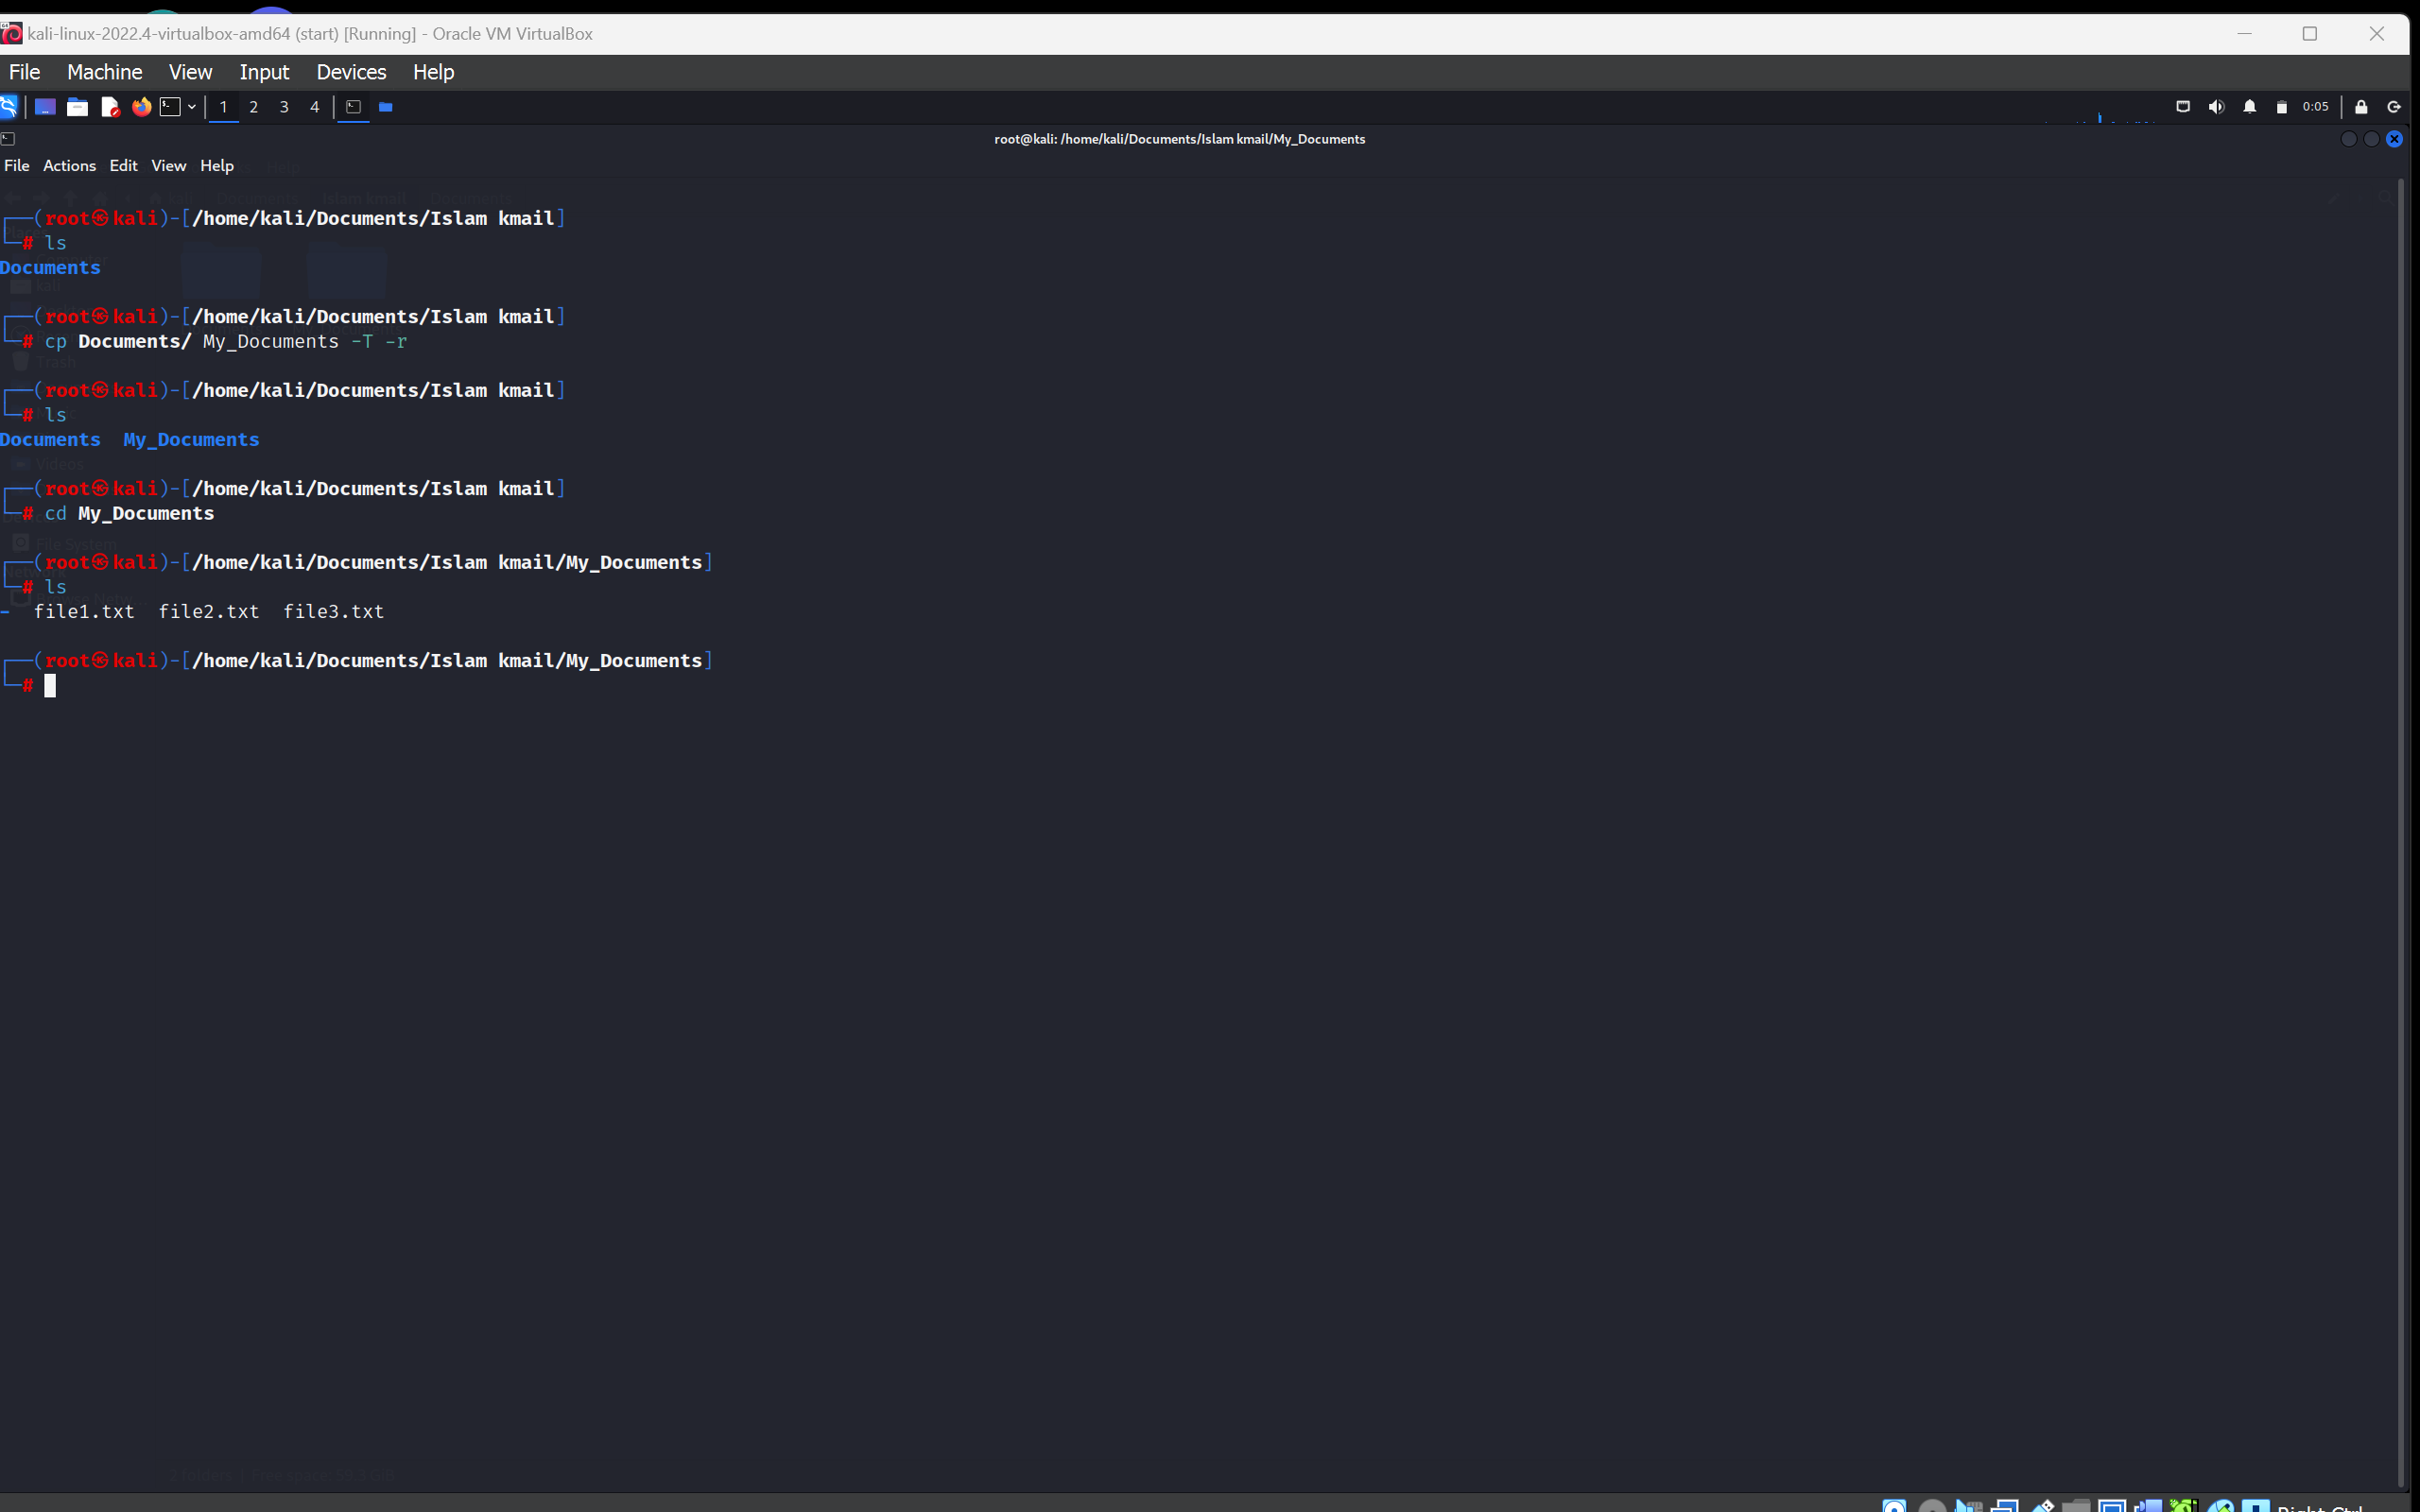 kali-linux-2022.4-virtualbox-amd64 (start) [Running] - Oracle VM VirtualBox
File Machine View Input Devices Help
1 2 3 4 0:05
root@kali: /home/kali/Documents/Islam kmail/My_Documents
File Actions Edit View Help
┌──(root㉿kali)-[/home/kali/Documents/Islam kmail]
└─# ls
Documents
┌──(root㉿kali)-[/home/kali/Documents/Islam kmail]
└─# cp Documents/ My_Documents -T -r
┌──(root㉿kali)-[/home/kali/Documents/Islam kmail]
└─# ls
Documents  My_Documents
┌──(root㉿kali)-[/home/kali/Documents/Islam kmail]
└─# cd My_Documents
┌──(root㉿kali)-[/home/kali/Documents/Islam kmail/My_Documents]
└─# ls
-  file1.txt  file2.txt  file3.txt
┌──(root㉿kali)-[/home/kali/Documents/Islam kmail/My_Documents]
└─#
kali
Trash
Videos
File System
Right Ctrl